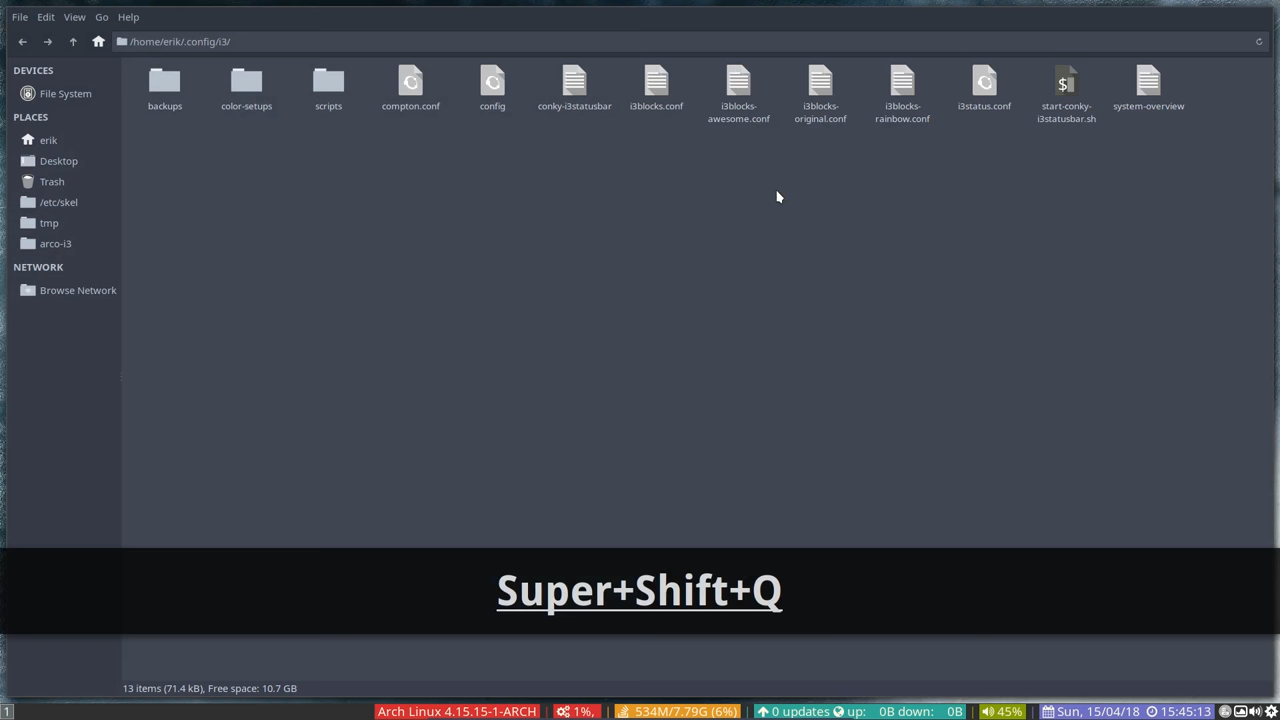 File Edit View Go Help
/home/erik/.config/i3/
DEVICES
File System
PLACES
erik
Desktop
Trash
/etc/skel
tmp
arco-i3
NETWORK
Browse Network
backups color-setups scripts compton.conf config conky-i3statusbar i3blocks.conf i3blocks- i3blocks- i3blocks- i3status.conf start-conky- system-overview
awesome.conf original.conf rainbow.conf i3statusbar.sh
Super+Shift+Q
13 items (71.4 kB), Free space: 10.7 GB
1 Arch Linux 4.15.15-1-ARCH | 1%, | 534M/7.79G (6%) | 0 updates up: 0B down: 0B | 45% | Sun, 15/04/18 15:45:13